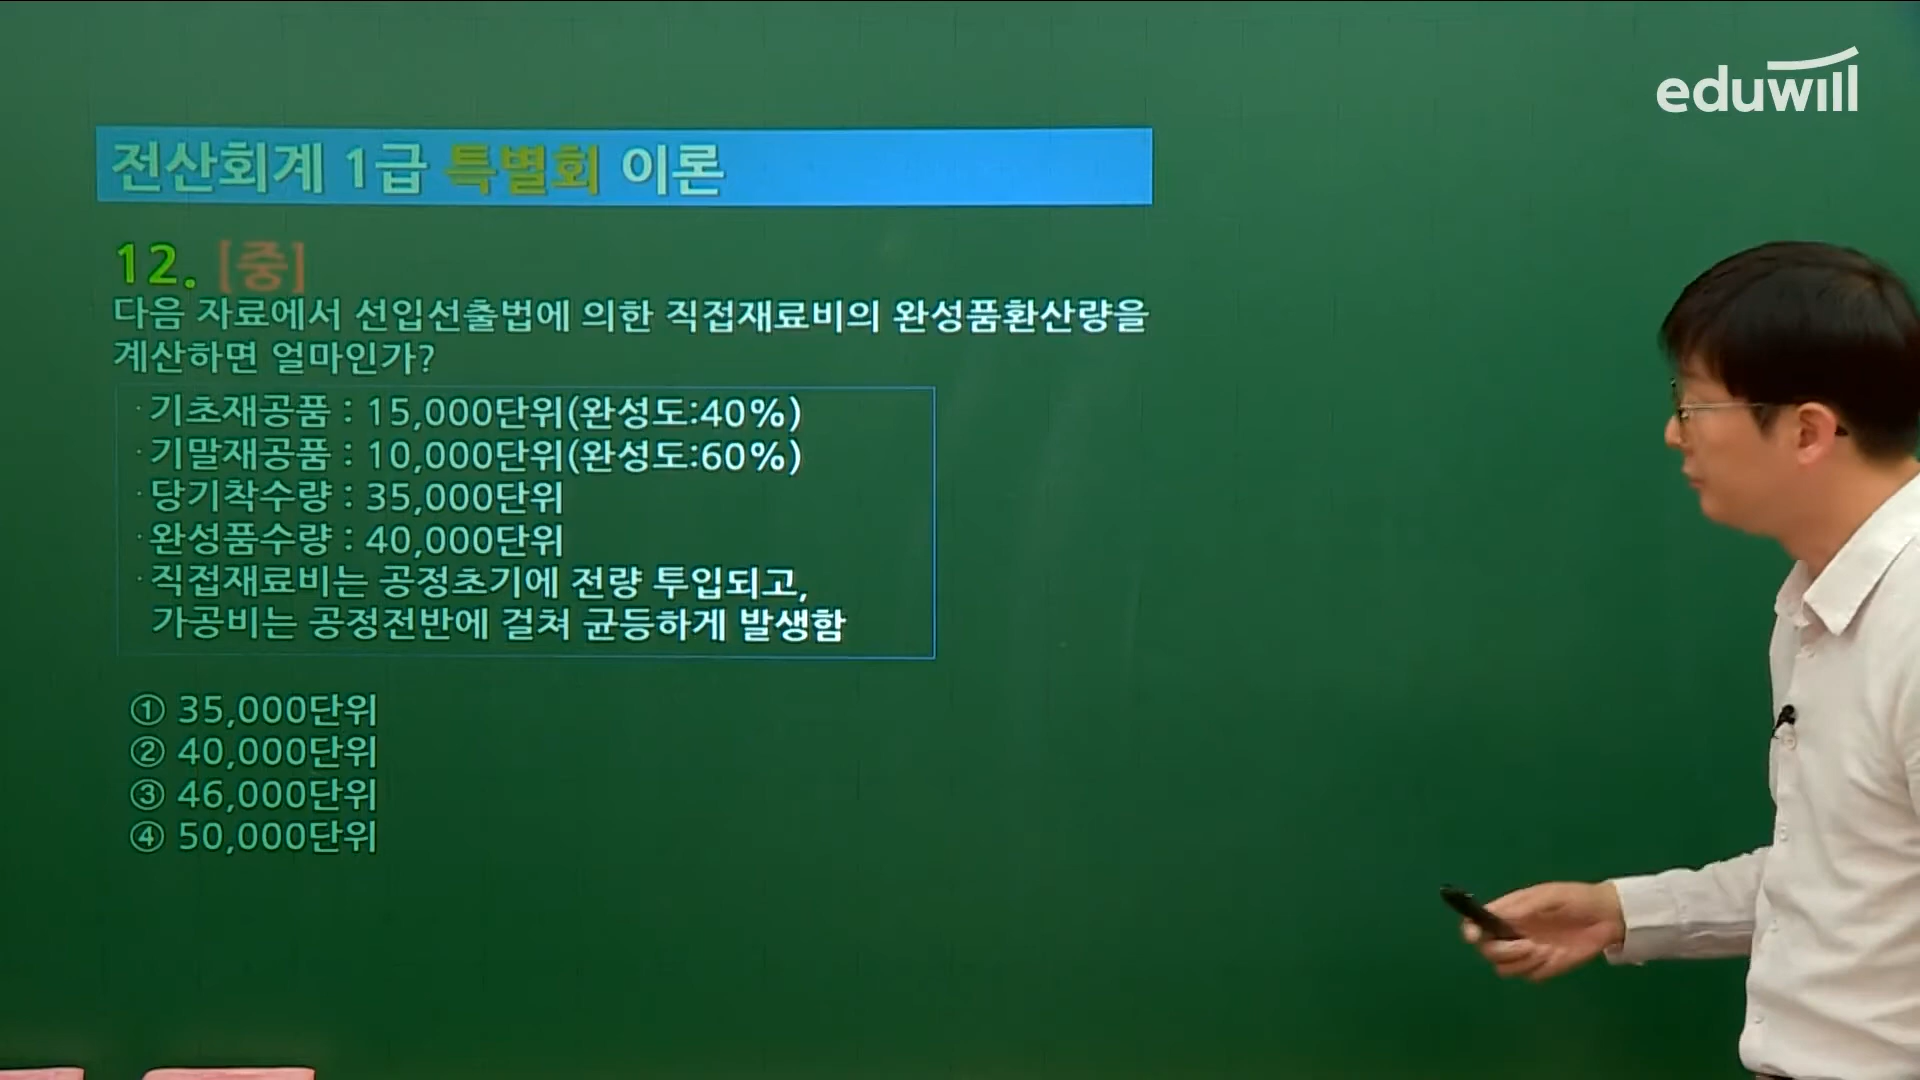 eduwill
전산회계 1급 특별회 이론
12. [중]
다음 자료에서 선입선출법에 의한 직접재료비의 완성품환산량을
계산하면 얼마인가?
· 기초재공품 : 15,000단위(완성도:40%)
· 기말재공품 : 10,000단위(완성도:60%)
· 당기착수량 : 35,000단위
· 완성품수량 : 40,000단위
· 직접재료비는 공정초기에 전량 투입되고,
가공비는 공정전반에 걸쳐 균등하게 발생함
① 35,000단위
② 40,000단위
③ 46,000단위
④ 50,000단위